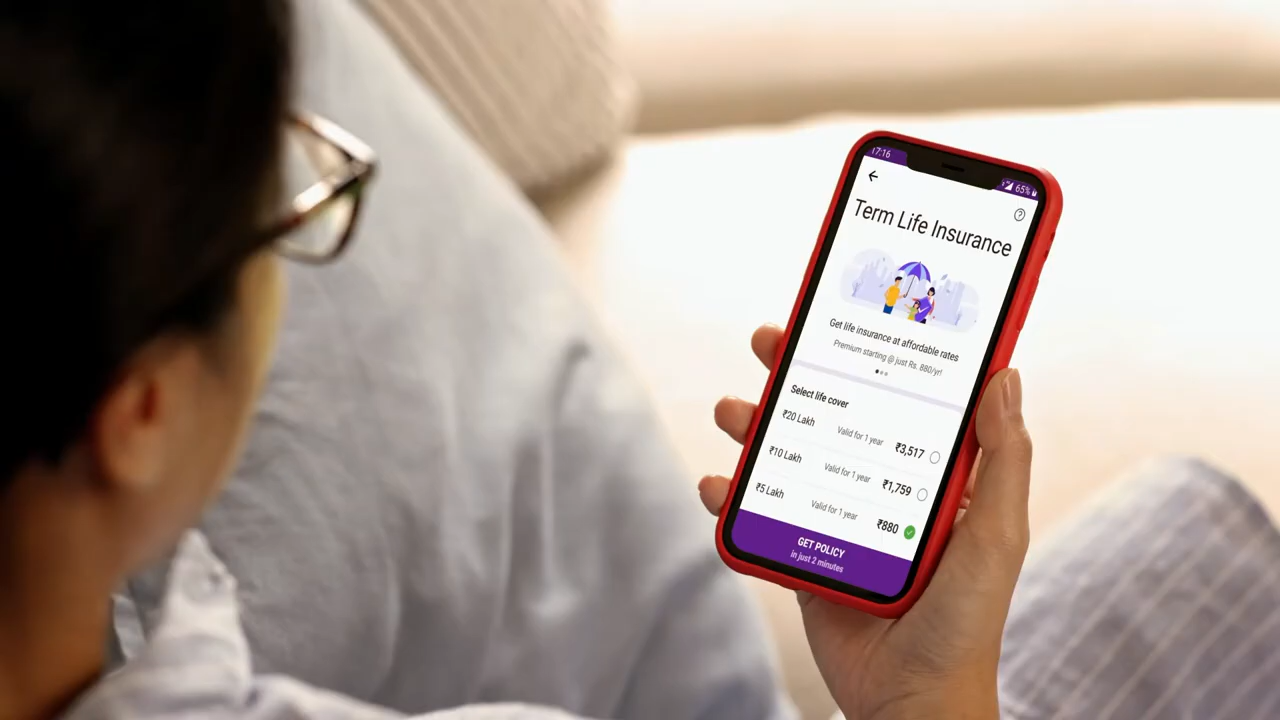 17:16
65%
Term Life Insurance
Get life insurance at affordable rates
Premium starting @ just Rs. 880/yr!
Select life cover
₹20 Lakh Valid for 1 year ₹3,517
₹10 Lakh Valid for 1 year ₹1,759
₹5 Lakh Valid for 1 year ₹880
GET POLICY
in just 2 minutes